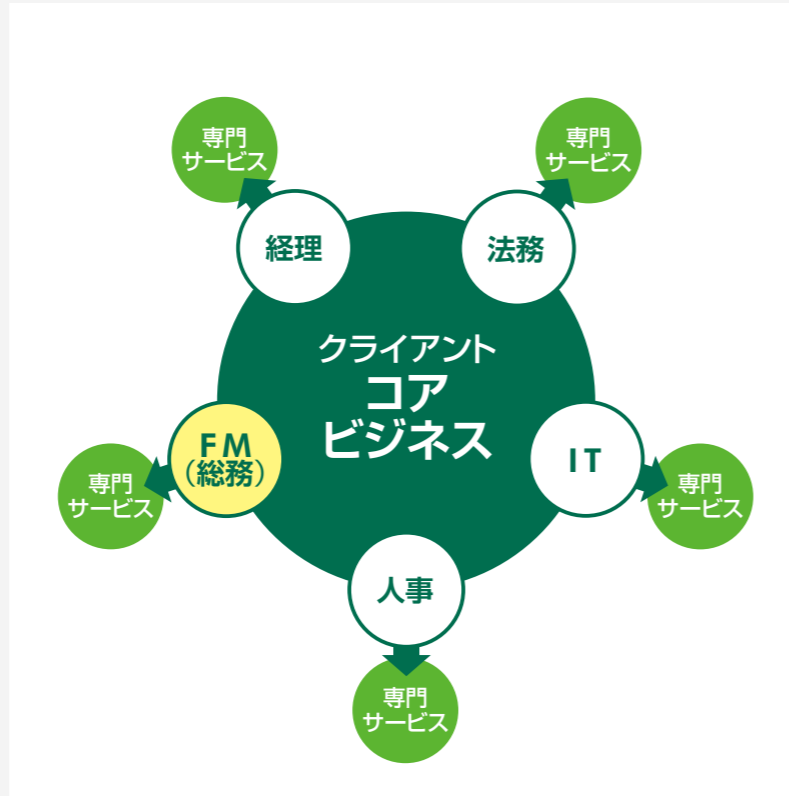 専門
サービス
専門
サービス
経理
法務
クライアント
コア
ビジネス
FM
(総務)
IT
専門
サービス
専門
サービス
人事
専門
サービス